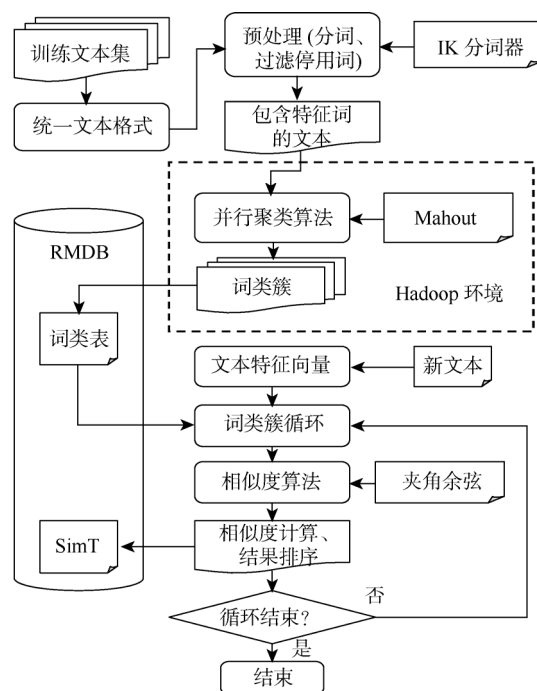 训练文本集
预处理 (分词、
过滤停用词)
IK 分词器
统一文本格式
包含特征词
的文本
并行聚类算法
Mahout
RMDB
词类簇
Hadoop 环境
词类表
文本特征向量
新文本
词类簇循环
相似度算法
夹角余弦
SimT
相似度计算、
结果排序
循环结束?
否
是
结束